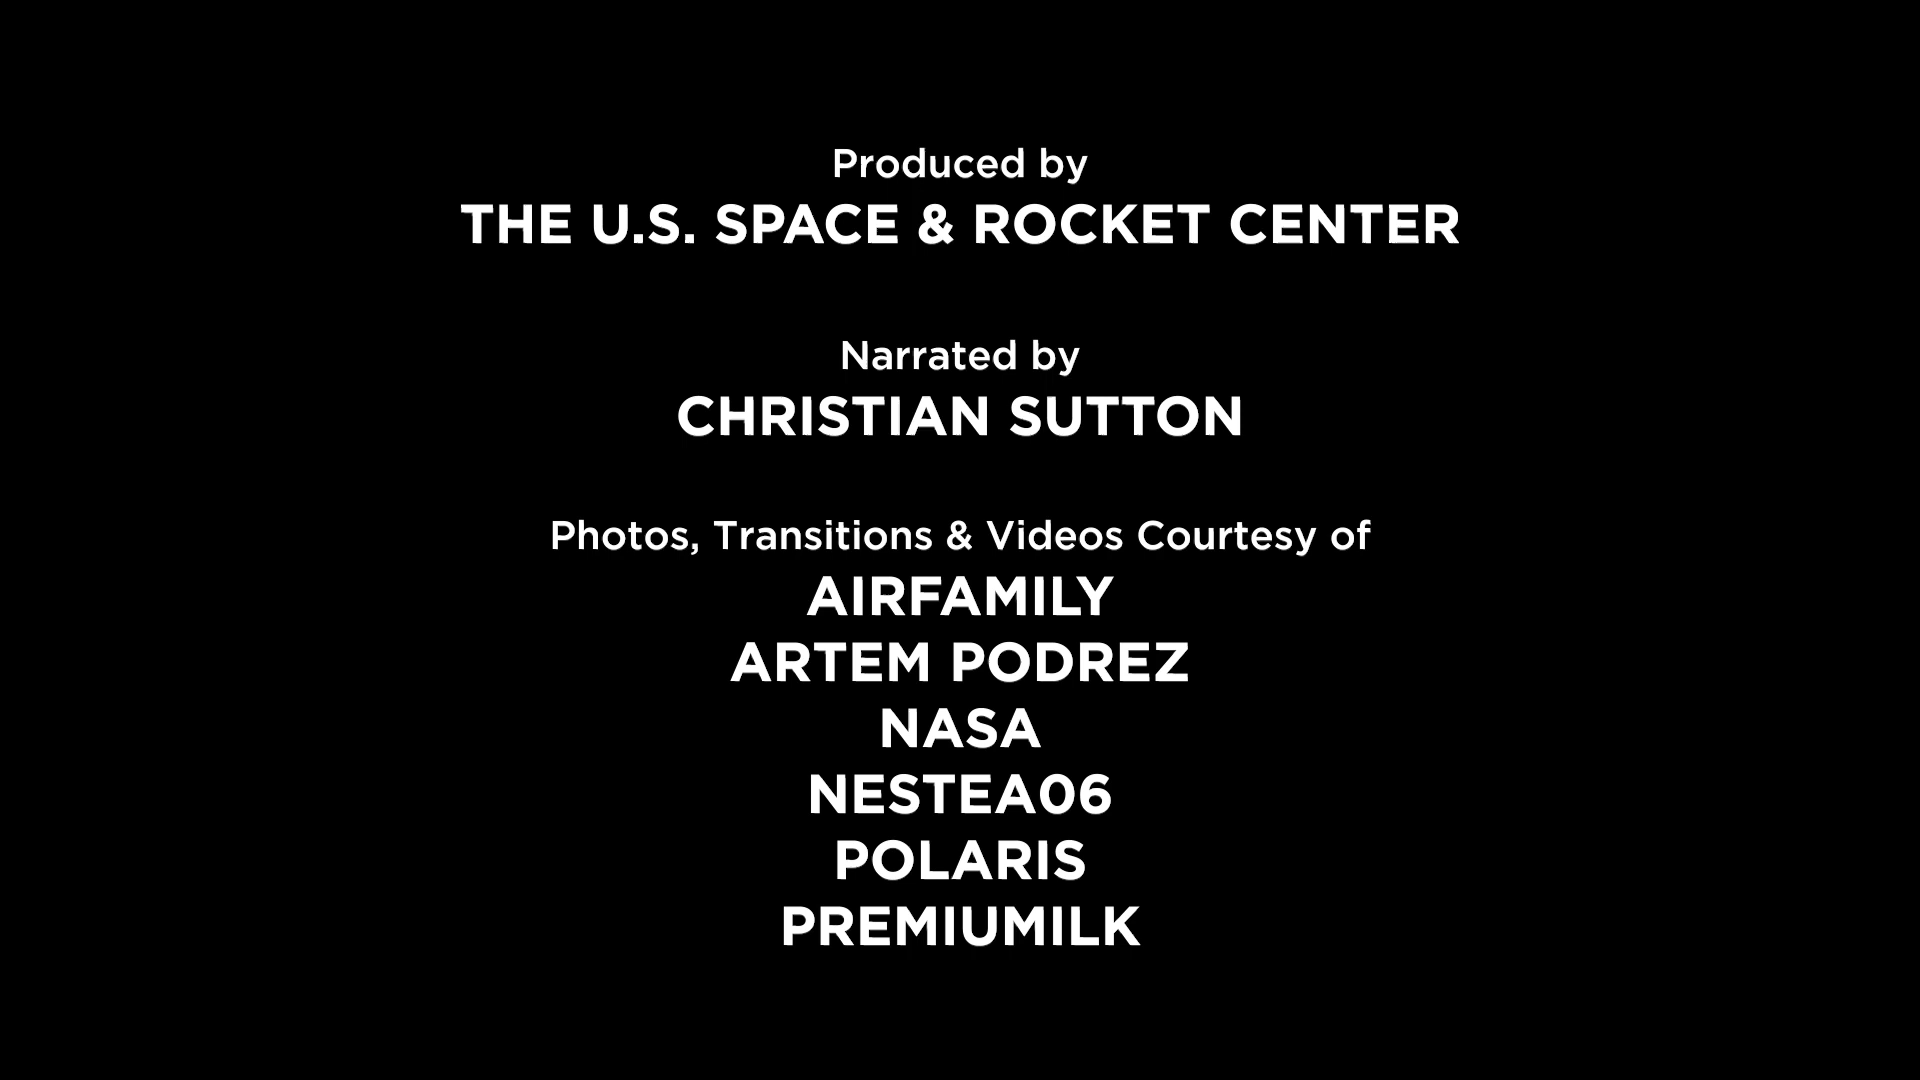 Produced by
THE U.S. SPACE & ROCKET CENTER
Narrated by
CHRISTIAN SUTTON
Photos, Transitions & Videos Courtesy of
AIRFAMILY
ARTEM PODREZ
NASA
NESTEA06
POLARIS
PREMIUMILK